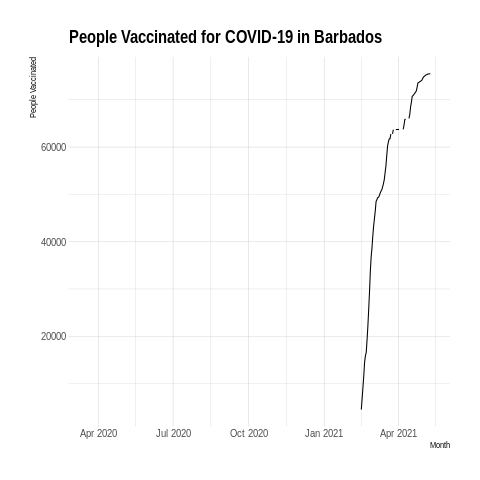 People Vaccinated for COVID-19 in Barbados
People Vaccinated
60000
40000
20000
Apr 2020 Jul 2020 Oct 2020 Jan 2021 Apr 2021
Month